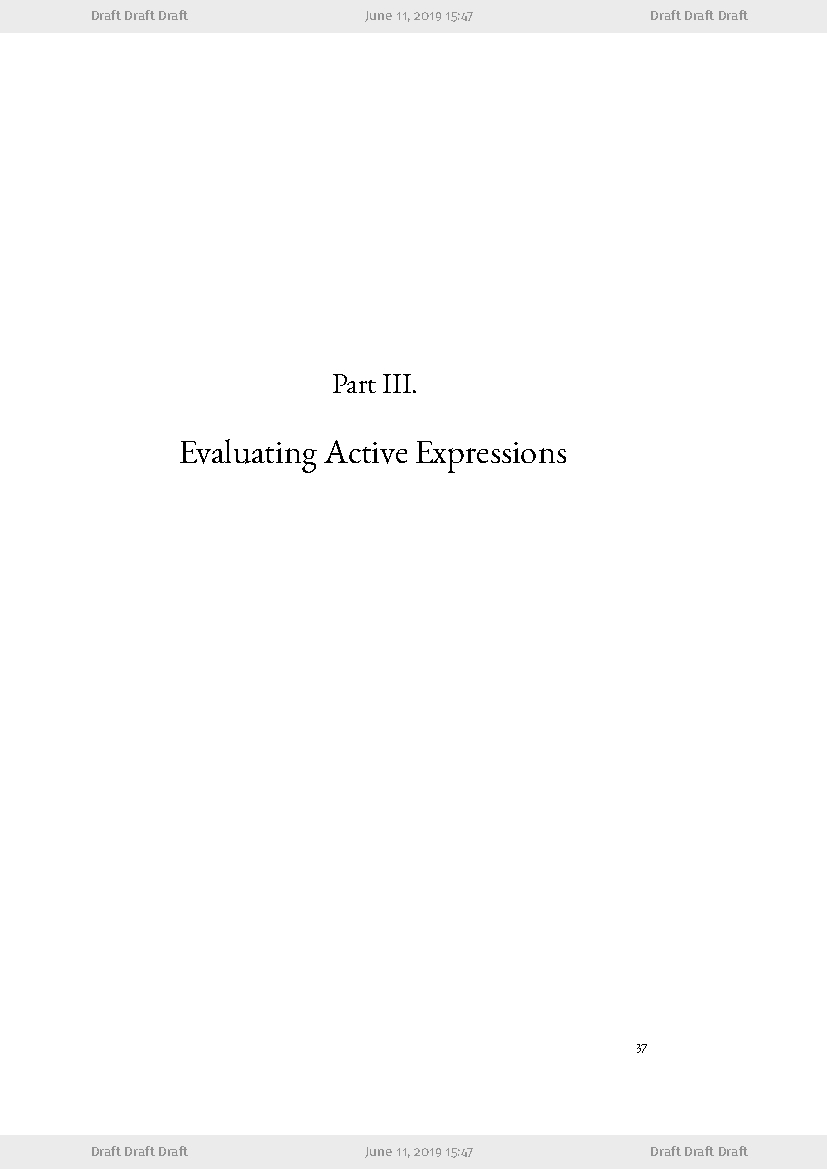 Draft Draft Draft June 11, 2019 15:47 Draft Draft Draft
Part III.
Evaluating Active Expressions
37
Draft Draft Draft June 11, 2019 15:47 Draft Draft Draft